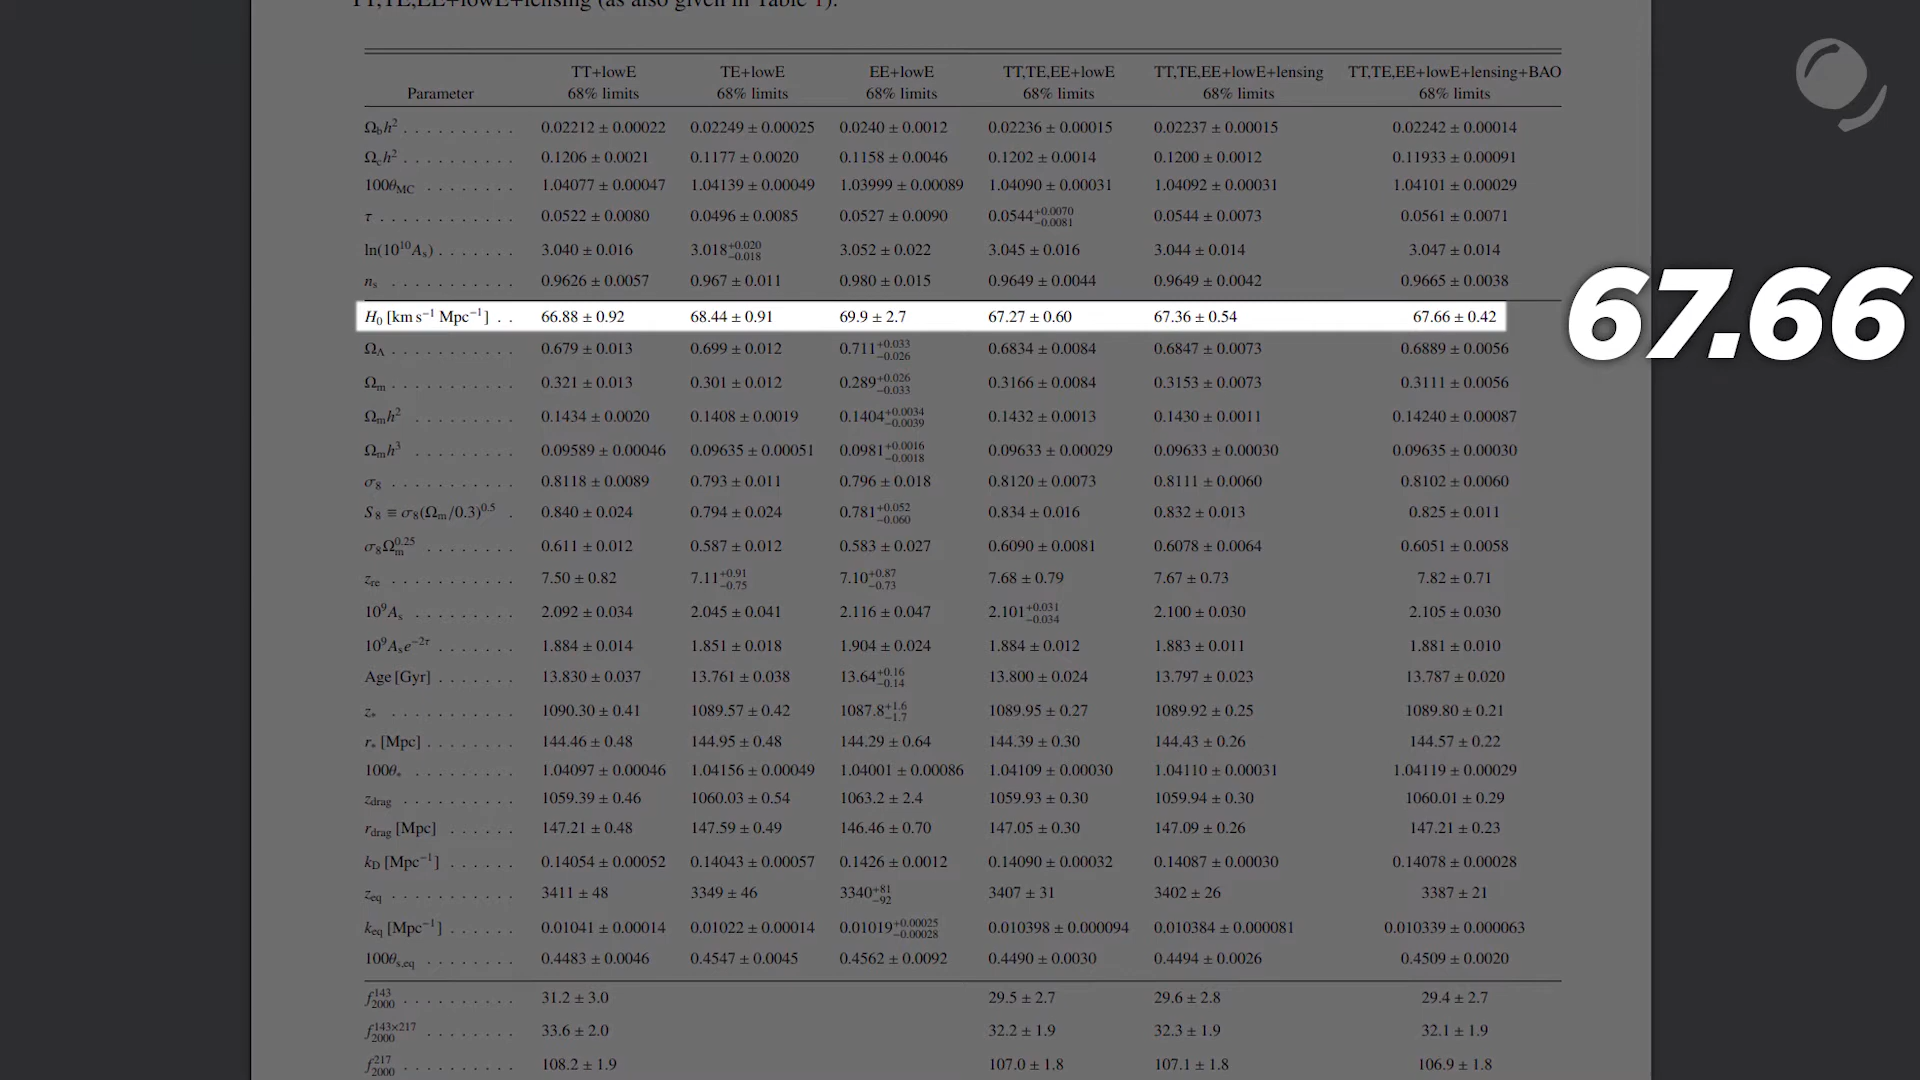 TT,TE,EE+lowE+lensing (as also given in Table 1).
TT+lowE TE+lowE EE+lowE TT,TE,EE+lowE TT,TE,EE+lowE+lensing TT,TE,EE+lowE+lensing+BAO
Parameter 68% limits 68% limits 68% limits 68% limits 68% limits 68% limits
Ω_b h² . . . . . . . . . . 0.02212 ± 0.00022 0.02249 ± 0.00025 0.0240 ± 0.0012 0.02236 ± 0.00015 0.02237 ± 0.00015 0.02242 ± 0.00014
Ω_c h² . . . . . . . . . . 0.1206 ± 0.0021 0.1177 ± 0.0020 0.1158 ± 0.0046 0.1202 ± 0.0014 0.1200 ± 0.0012 0.11933 ± 0.00091
100θ_MC . . . . . . . . 1.04077 ± 0.00047 1.04139 ± 0.00049 1.03999 ± 0.00089 1.04090 ± 0.00031 1.04092 ± 0.00031 1.04101 ± 0.00029
τ . . . . . . . . . . . . 0.0522 ± 0.0080 0.0496 ± 0.0085 0.0527 ± 0.0090 0.0544 +0.0070 −0.0081 0.0544 ± 0.0073 0.0561 ± 0.0071
ln(10¹⁰A_s) . . . . . . . 3.040 ± 0.016 3.018 +0.020 −0.018 3.052 ± 0.022 3.045 ± 0.016 3.044 ± 0.014 3.047 ± 0.014
n_s . . . . . . . . . . . 0.9626 ± 0.0057 0.967 ± 0.011 0.980 ± 0.015 0.9649 ± 0.0044 0.9649 ± 0.0042 0.9665 ± 0.0038
H₀ [km s⁻¹ Mpc⁻¹] . . 66.88 ± 0.92 68.44 ± 0.91 69.9 ± 2.7 67.27 ± 0.60 67.36 ± 0.54 67.66 ± 0.42
67.66
Ω_Λ . . . . . . . . . . . 0.679 ± 0.013 0.699 ± 0.012 0.711 +0.033 −0.026 0.6834 ± 0.0084 0.6847 ± 0.0073 0.6889 ± 0.0056
Ω_m . . . . . . . . . . . 0.321 ± 0.013 0.301 ± 0.012 0.289 +0.026 −0.033 0.3166 ± 0.0084 0.3153 ± 0.0073 0.3111 ± 0.0056
Ω_m h² . . . . . . . . . 0.1434 ± 0.0020 0.1408 ± 0.0019 0.1404 +0.0034 −0.0039 0.1432 ± 0.0013 0.1430 ± 0.0011 0.14240 ± 0.00087
Ω_m h³ . . . . . . . . . 0.09589 ± 0.00046 0.09635 ± 0.00051 0.0981 +0.0016 −0.0018 0.09633 ± 0.00029 0.09633 ± 0.00030 0.09635 ± 0.00030
σ₈ . . . . . . . . . . . 0.8118 ± 0.0089 0.793 ± 0.011 0.796 ± 0.018 0.8120 ± 0.0073 0.8111 ± 0.0060 0.8102 ± 0.0060
S₈ ≡ σ₈(Ω_m/0.3)^0.5 . 0.840 ± 0.024 0.794 ± 0.024 0.781 +0.052 −0.060 0.834 ± 0.016 0.832 ± 0.013 0.825 ± 0.011
σ₈Ω_m^0.25 . . . . . . . . 0.611 ± 0.012 0.587 ± 0.012 0.583 ± 0.027 0.6090 ± 0.0081 0.6078 ± 0.0064 0.6051 ± 0.0058
z_re . . . . . . . . . . . 7.50 ± 0.82 7.11 +0.91 −0.75 7.10 +0.87 −0.73 7.68 ± 0.79 7.67 ± 0.73 7.82 ± 0.71
10⁹A_s . . . . . . . . . 2.092 ± 0.034 2.045 ± 0.041 2.116 ± 0.047 2.101 +0.031 −0.034 2.100 ± 0.030 2.105 ± 0.030
10⁹A_s e^−2τ . . . . . . . 1.884 ± 0.014 1.851 ± 0.018 1.904 ± 0.024 1.884 ± 0.012 1.883 ± 0.011 1.881 ± 0.010
Age [Gyr] . . . . . . . 13.830 ± 0.037 13.761 ± 0.038 13.64 +0.16 −0.14 13.800 ± 0.024 13.797 ± 0.023 13.787 ± 0.020
z_* . . . . . . . . . . . 1090.30 ± 0.41 1089.57 ± 0.42 1087.8 +1.6 −1.7 1089.95 ± 0.27 1089.92 ± 0.25 1089.80 ± 0.21
r_* [Mpc] . . . . . . . . 144.46 ± 0.48 144.95 ± 0.48 144.29 ± 0.64 144.39 ± 0.30 144.43 ± 0.26 144.57 ± 0.22
100θ_* . . . . . . . . . 1.04097 ± 0.00046 1.04156 ± 0.00049 1.04001 ± 0.00086 1.04109 ± 0.00030 1.04110 ± 0.00031 1.04119 ± 0.00029
z_drag . . . . . . . . . . 1059.39 ± 0.46 1060.03 ± 0.54 1063.2 ± 2.4 1059.93 ± 0.30 1059.94 ± 0.30 1060.01 ± 0.29
r_drag [Mpc] . . . . . . 147.21 ± 0.48 147.59 ± 0.49 146.46 ± 0.70 147.05 ± 0.30 147.09 ± 0.26 147.21 ± 0.23
k_D [Mpc⁻¹] . . . . . . 0.14054 ± 0.00052 0.14043 ± 0.00057 0.1426 ± 0.0012 0.14090 ± 0.00032 0.14087 ± 0.00030 0.14078 ± 0.00028
z_eq . . . . . . . . . . . 3411 ± 48 3349 ± 46 3340 +81 −92 3407 ± 31 3402 ± 26 3387 ± 21
k_eq [Mpc⁻¹] . . . . . . 0.01041 ± 0.00014 0.01022 ± 0.00014 0.01019 +0.00025 −0.00028 0.010398 ± 0.000094 0.010384 ± 0.000081 0.010339 ± 0.000063
100θ_s,eq . . . . . . . . 0.4483 ± 0.0046 0.4547 ± 0.0045 0.4562 ± 0.0092 0.4490 ± 0.0030 0.4494 ± 0.0026 0.4509 ± 0.0020
f_2000^143 . . . . . . . . . . 31.2 ± 3.0 29.5 ± 2.7 29.6 ± 2.8 29.4 ± 2.7
f_2000^143×217 . . . . . . . . 33.6 ± 2.0 32.2 ± 1.9 32.3 ± 1.9 32.1 ± 1.9
f_2000^217 . . . . . . . . . . 108.2 ± 1.9 107.0 ± 1.8 107.1 ± 1.8 106.9 ± 1.8